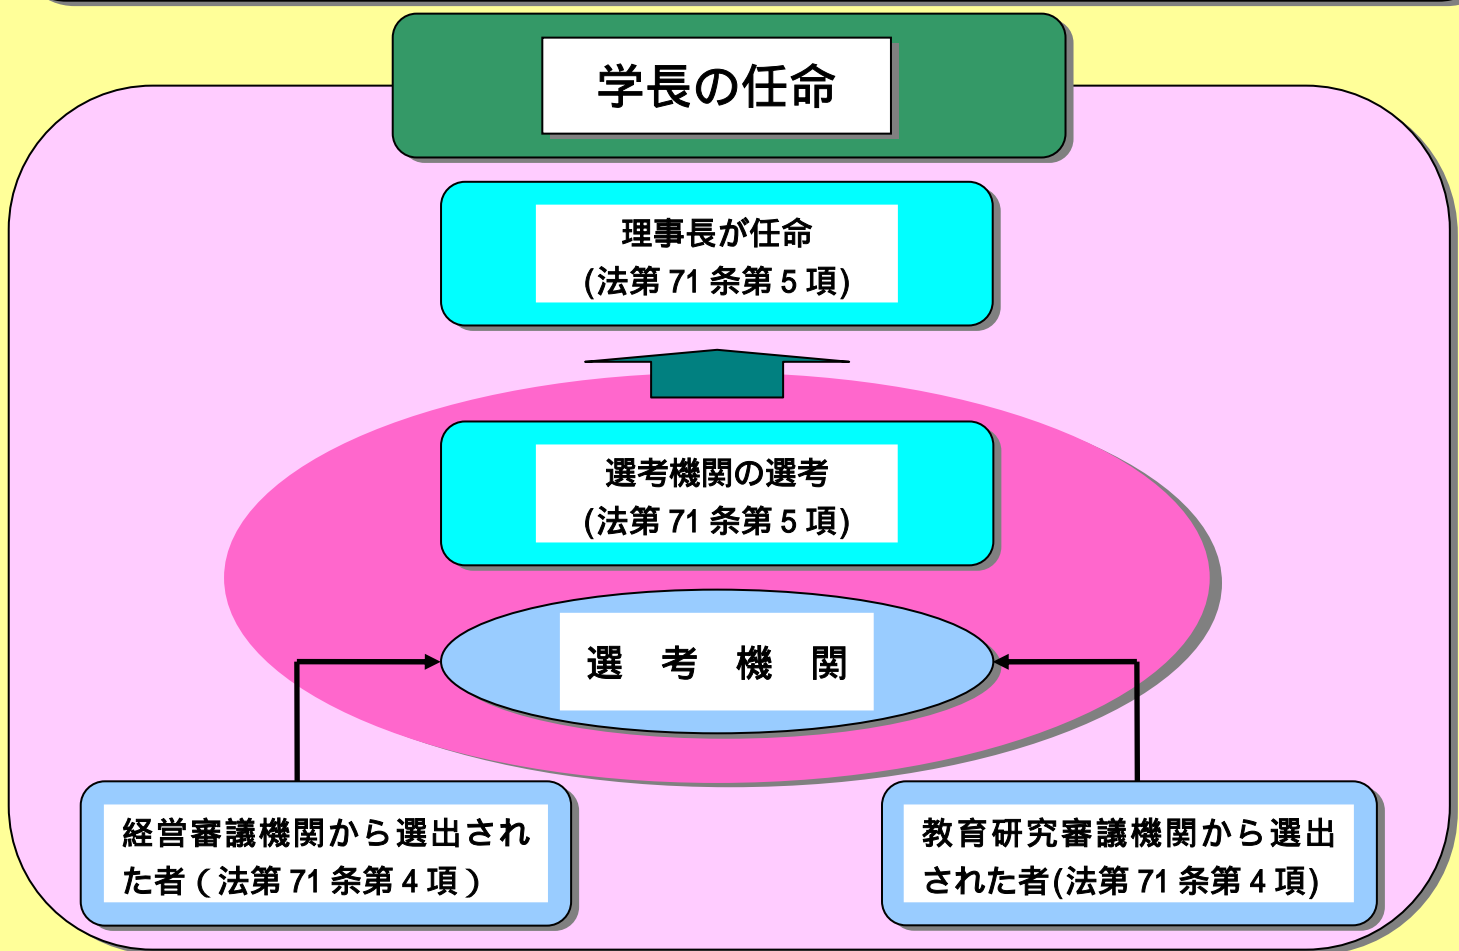 学長の任命
理事長が任命
(法第 71 条第 5 項)
選考機関の選考
(法第 71 条第 5 項)
選　考　機　関
経営審議機関から選出され
た者（法第 71 条第 4 項）
教育研究審議機関から選出
された者(法第 71 条第 4 項)